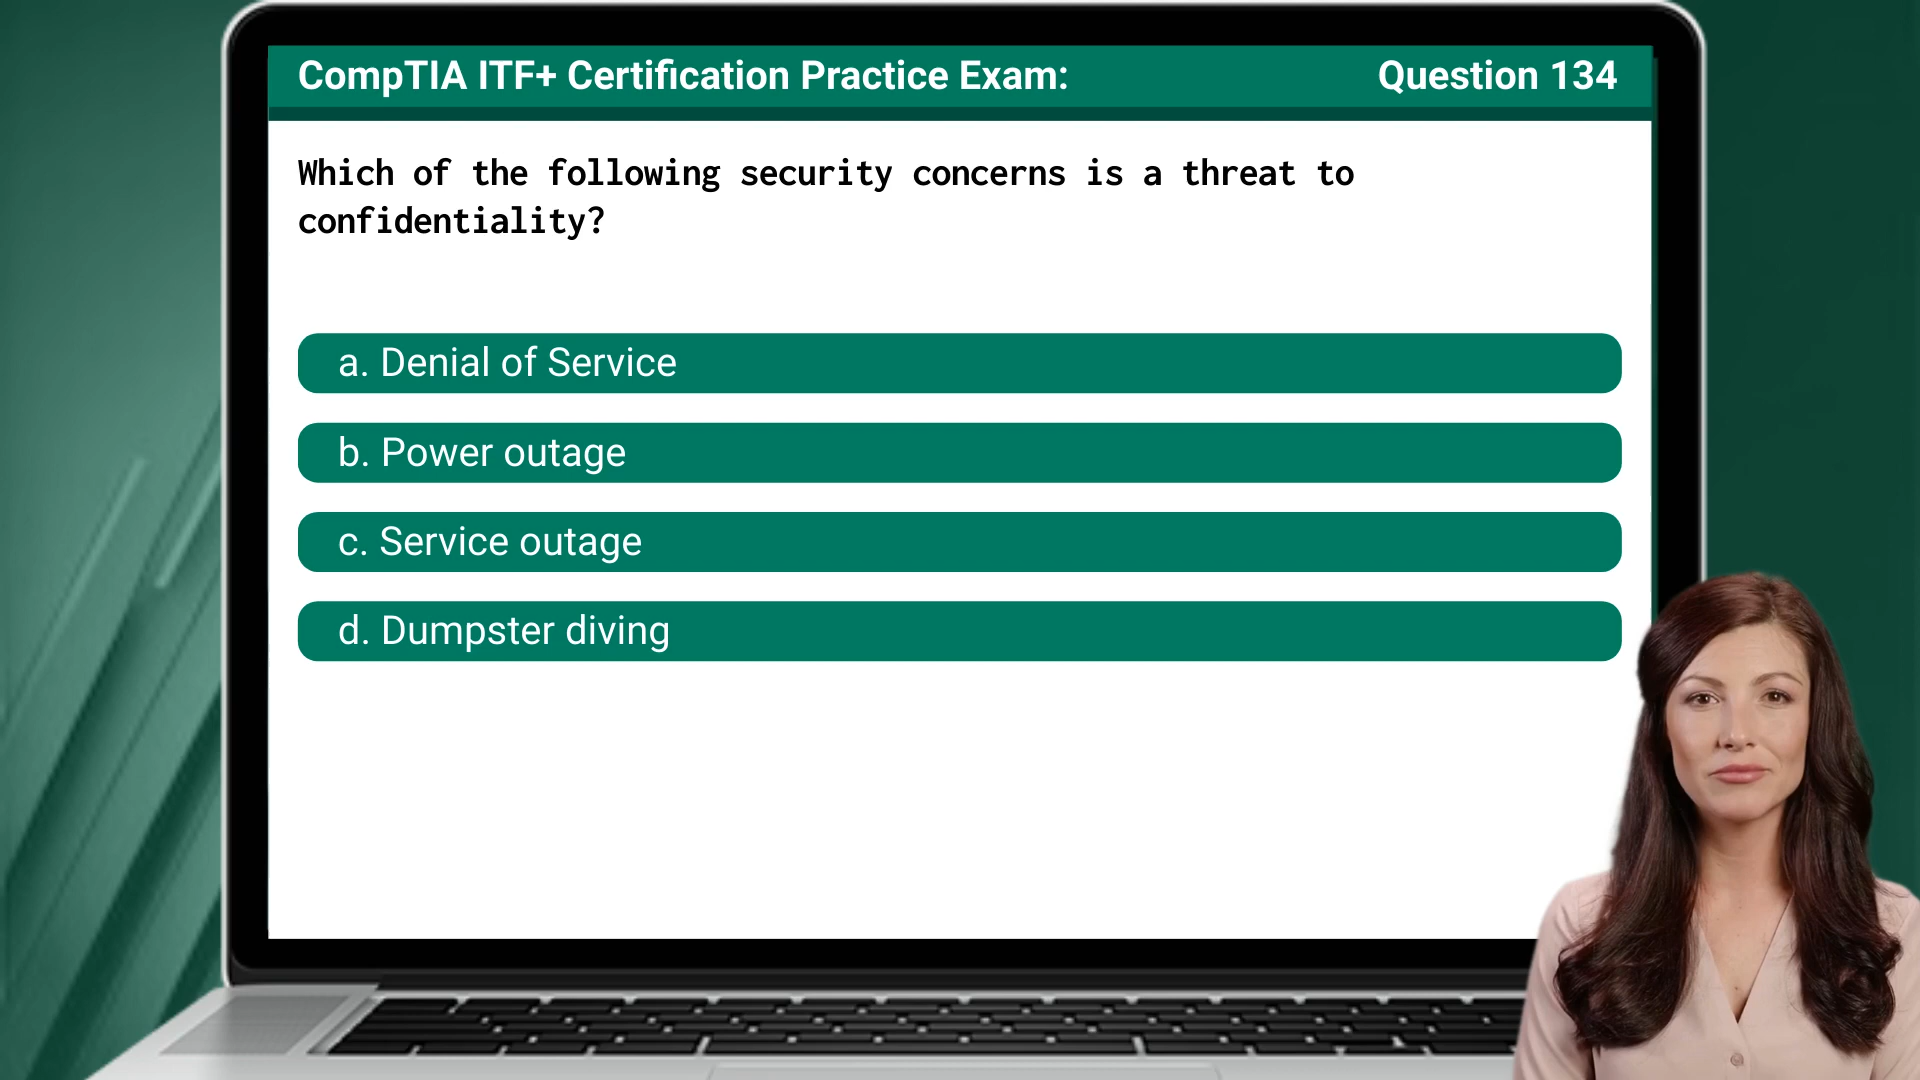 CompTIA ITF+ Certification Practice Exam:
Question 134
Which of the following security concerns is a threat to
confidentiality?
a. Denial of Service
b. Power outage
c. Service outage
d. Dumpster diving